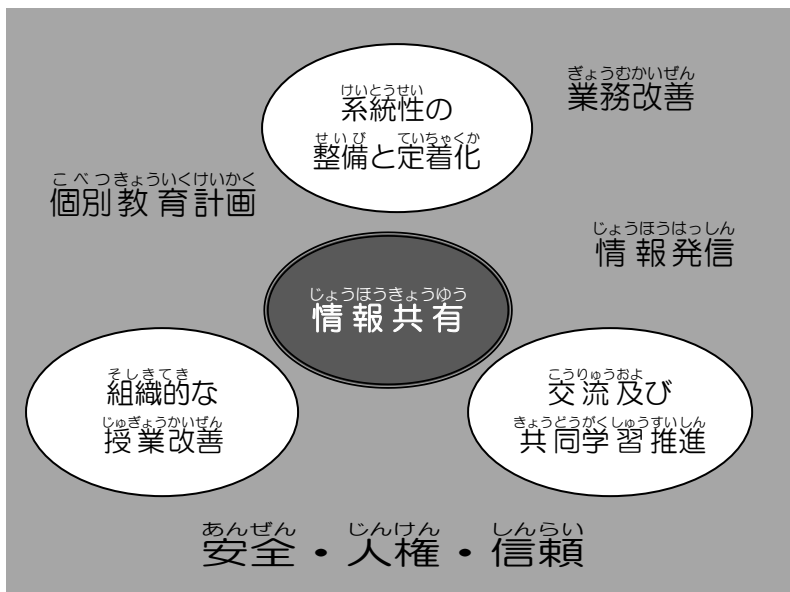 けいとうせい
系統性の
せいび ていちゃくか
整備と定着化
ぎょうむかいぜん
業務改善
こべつきょういくけいかく
個別教育計画
じょうほうはっしん
情報発信
じょうほうきょうゆう
情報共有
そしきてき
組織的な
じゅぎょうかいぜん
授業改善
こうりゅうおよ
交流及び
きょうどうがくしゅうすいしん
共同学習推進
あんぜん じんけん しんらい
安全・人権・信頼